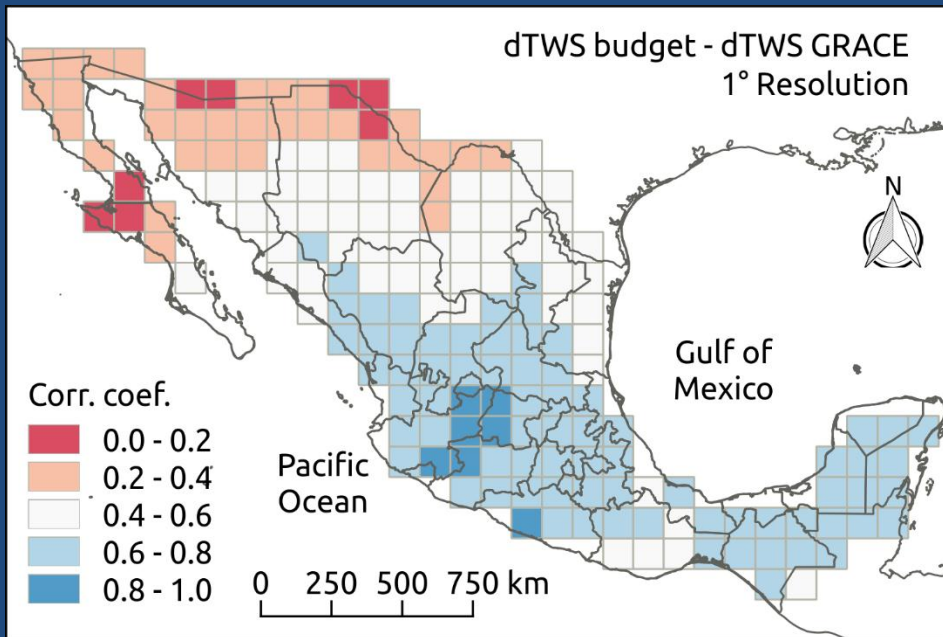 dTWS budget - dTWS GRACE
1° Resolution
N
Gulf of
Mexico
Corr. coef.
0.0 - 0.2
0.2 - 0.4
0.4 - 0.6
0.6 - 0.8
0.8 - 1.0
Pacific
Ocean
0 250 500 750 km